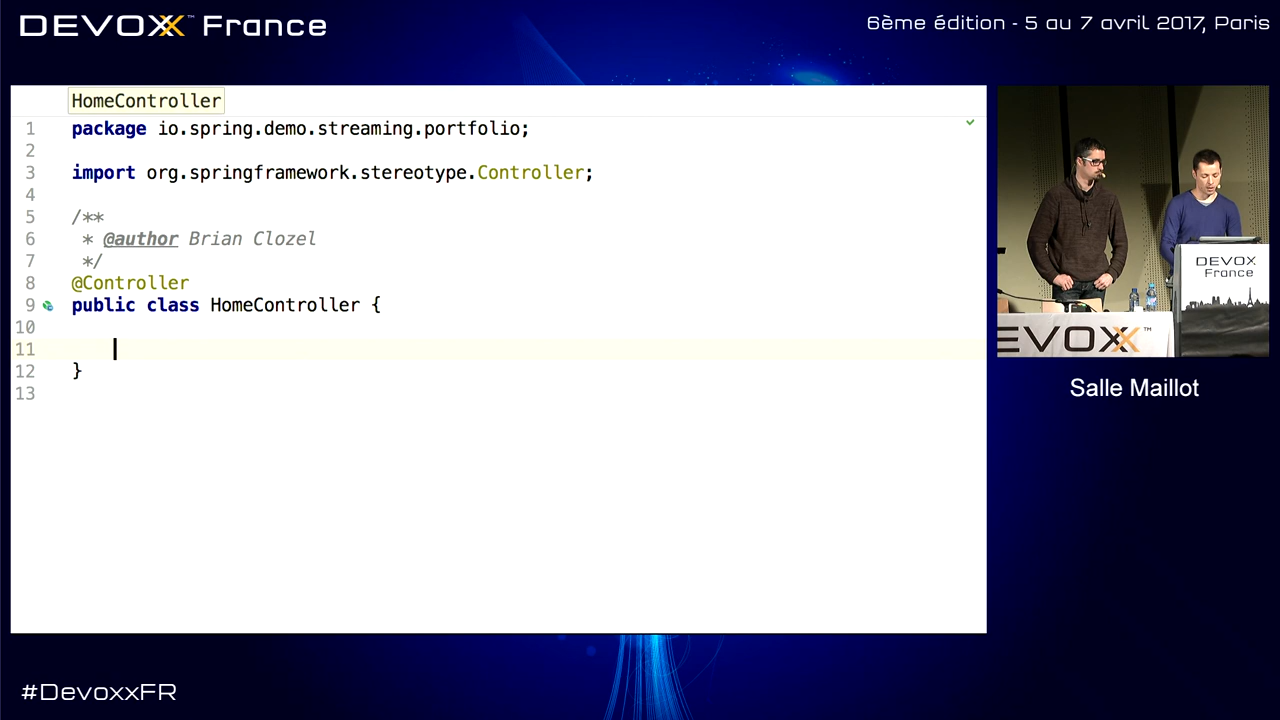 DEVOXX™ France
6ème édition - 5 au 7 avril 2017, Paris
HomeController
1 package io.spring.demo.streaming.portfolio;
2
3 import org.springframework.stereotype.Controller;
4
5 /**
6 * @author Brian Clozel
7 */
8 @Controller
9 public class HomeController {
10
11
12 }
13
DEVOXX
France
EVOXX™
Salle Maillot
#DevoxxFR